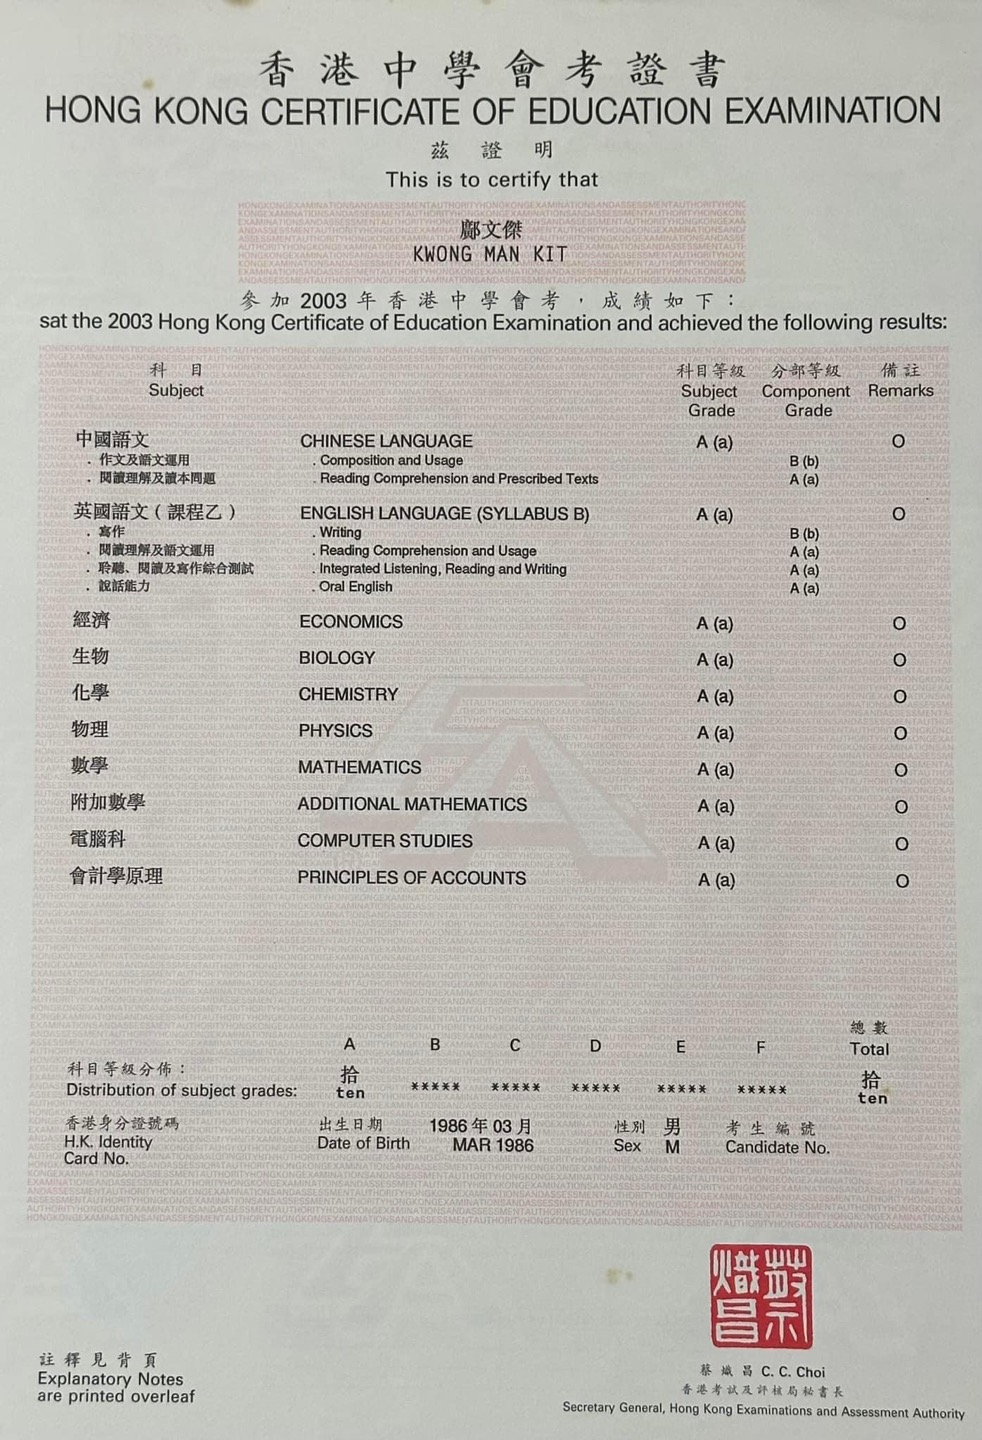 香港中學會考證書
HONG KONG CERTIFICATE OF EDUCATION EXAMINATION
茲證明
This is to certify that
鄺文傑
KWONG MAN KIT
參加 2003 年香港中學會考，成績如下：
sat the 2003 Hong Kong Certificate of Education Examination and achieved the following results:
科目 科目等級 分部等級 備註
Subject Subject Grade Component Grade Remarks
中國語文 CHINESE LANGUAGE A (a) O
. 作文及語文運用 . Composition and Usage B (b)
. 閱讀理解及讀本問題 . Reading Comprehension and Prescribed Texts A (a)
英國語文（課程乙） ENGLISH LANGUAGE (SYLLABUS B) A (a) O
. 寫作 . Writing B (b)
. 閱讀理解及語文運用 . Reading Comprehension and Usage A (a)
. 聆聽、閱讀及寫作綜合測試 . Integrated Listening, Reading and Writing A (a)
. 說話能力 . Oral English A (a)
經濟 ECONOMICS A (a) O
生物 BIOLOGY A (a) O
化學 CHEMISTRY A (a) O
物理 PHYSICS A (a) O
數學 MATHEMATICS A (a) O
附加數學 ADDITIONAL MATHEMATICS A (a) O
電腦科 COMPUTER STUDIES A (a) O
會計學原理 PRINCIPLES OF ACCOUNTS A (a) O
總數
A B C D E F Total
科目等級分佈： 拾 ***** ***** ***** ***** ***** 拾
Distribution of subject grades: ten ten
香港身分證號碼 出生日期 1986 年 03 月 性別 男 考生編號
H.K. Identity Date of Birth MAR 1986 Sex M Candidate No.
Card No.
蔡熾昌
註釋見背頁
Explanatory Notes
are printed overleaf
蔡熾昌 C. C. Choi
香港考試及評核局秘書長
Secretary General, Hong Kong Examinations and Assessment Authority